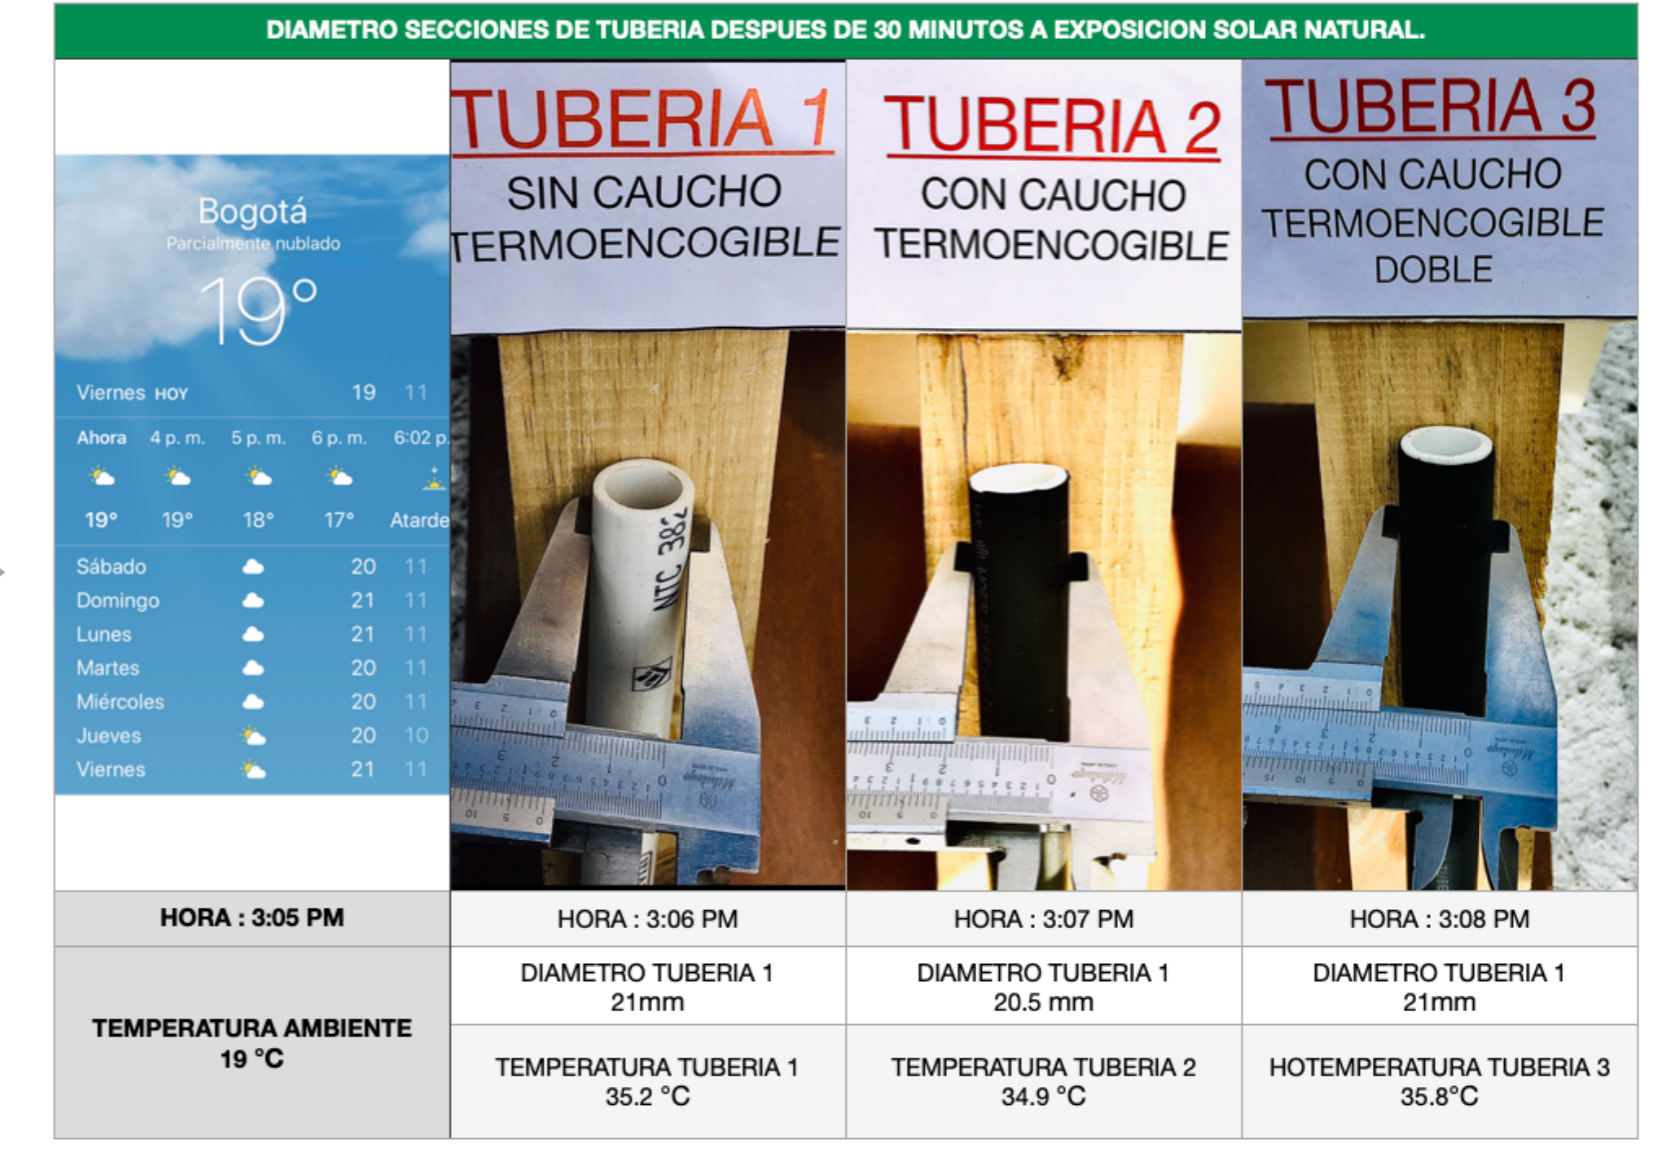 DIAMETRO SECCIONES DE TUBERIA DESPUES DE 30 MINUTOS A EXPOSICION SOLAR NATURAL.
Bogotá
Parcialmente nublado
19°
Viernes HOY 19 11
Ahora 4 p. m. 5 p. m. 6 p. m. 6:02 p.
19° 19° 18° 17° Atarde
Sábado 20 11
Domingo 21 11
Lunes 21 11
Martes 20 11
Miércoles 20 11
Jueves 20 10
Viernes 21 11
TUBERIA 1
SIN CAUCHO
TERMOENCOGIBLE
NTC 382
TUBERIA 2
CON CAUCHO
TERMOENCOGIBLE
TUBERIA 3
CON CAUCHO
TERMOENCOGIBLE
DOBLE
HORA : 3:05 PM
HORA : 3:06 PM
HORA : 3:07 PM
HORA : 3:08 PM
TEMPERATURA AMBIENTE
19 °C
DIAMETRO TUBERIA 1
21mm
DIAMETRO TUBERIA 1
20.5 mm
DIAMETRO TUBERIA 1
21mm
TEMPERATURA TUBERIA 1
35.2 °C
TEMPERATURA TUBERIA 2
34.9 °C
HOTEMPERATURA TUBERIA 3
35.8°C